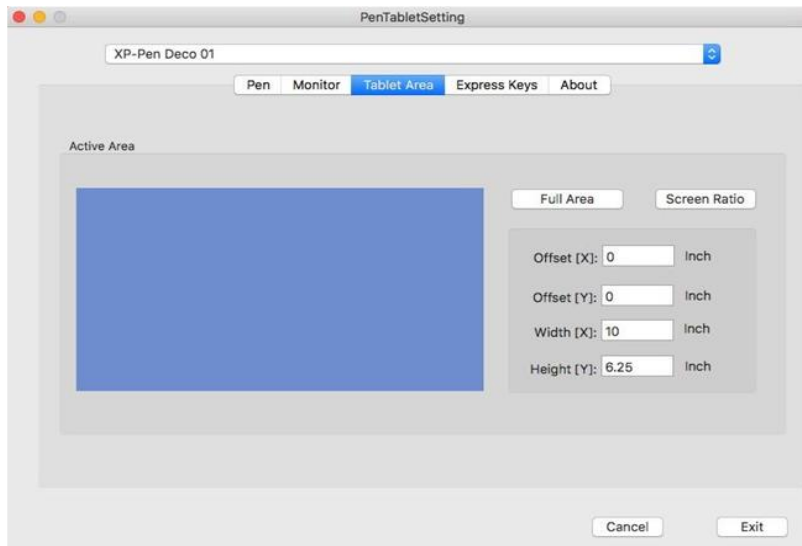 PenTabletSetting
XP-Pen Deco 01
Pen Monitor Tablet Area Express Keys About
Active Area
Full Area Screen Ratio
Offset [X]: 0 Inch
Offset [Y]: 0 Inch
Width [X]: 10 Inch
Height [Y]: 6.25 Inch
Cancel Exit